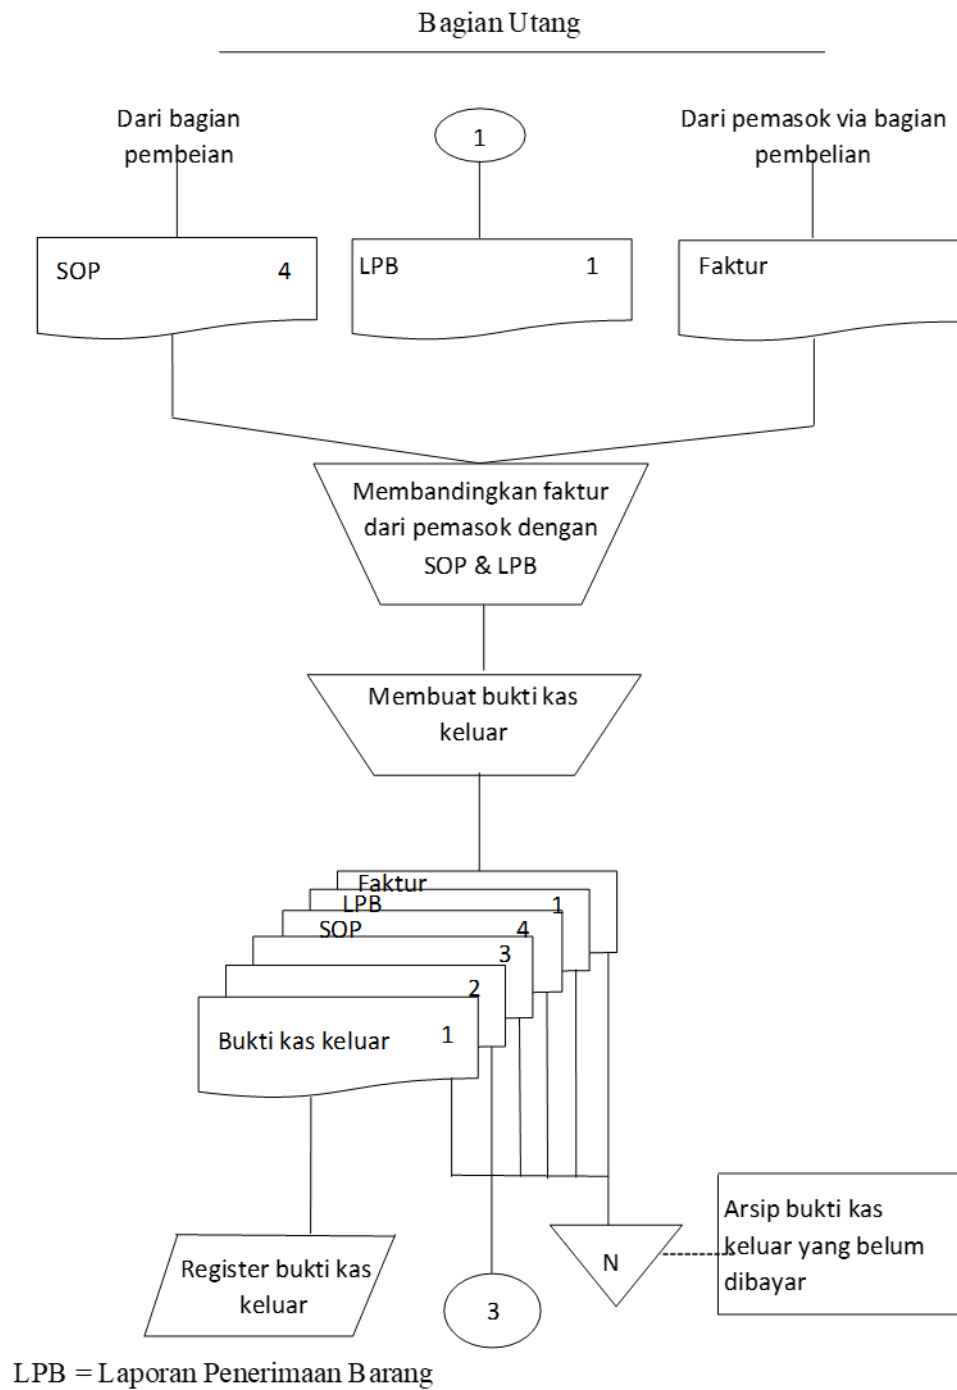 Bagian Utang
Dari bagian
pembeian
1
Dari pemasok via bagian
pembelian
SOP 4
LPB 1
Faktur
Membandingkan faktur
dari pemasok dengan
SOP & LPB
Membuat bukti kas
keluar
Faktur
LPB 1
SOP 4
3
2
Bukti kas keluar 1
Register bukti kas
keluar
3
N
Arsip bukti kas
keluar yang belum
dibayar
LPB = Laporan Penerimaan Barang